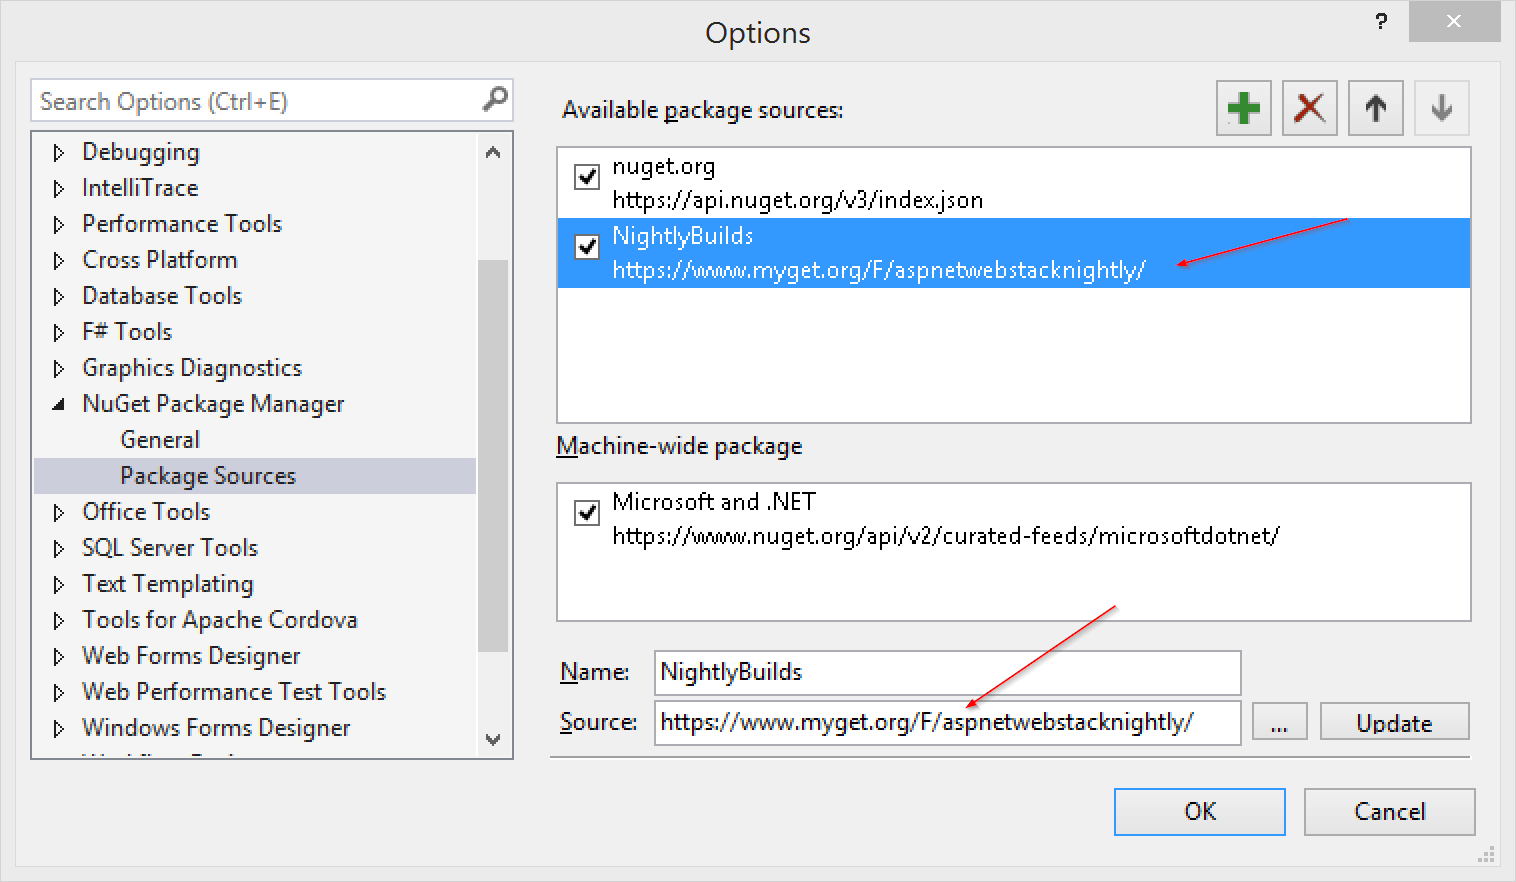 Options
?
Search Options (Ctrl+E)
Debugging
IntelliTrace
Performance Tools
Cross Platform
Database Tools
F# Tools
Graphics Diagnostics
NuGet Package Manager
General
Package Sources
Office Tools
SQL Server Tools
Text Templating
Tools for Apache Cordova
Web Forms Designer
Web Performance Test Tools
Windows Forms Designer
Available package sources:
nuget.org
https://api.nuget.org/v3/index.json
NightlyBuilds
https://www.myget.org/F/aspnetwebstacknightly/
Machine-wide package
Microsoft and .NET
https://www.nuget.org/api/v2/curated-feeds/microsoftdotnet/
Name: NightlyBuilds
Source: https://www.myget.org/F/aspnetwebstacknightly/ ... Update
OK Cancel